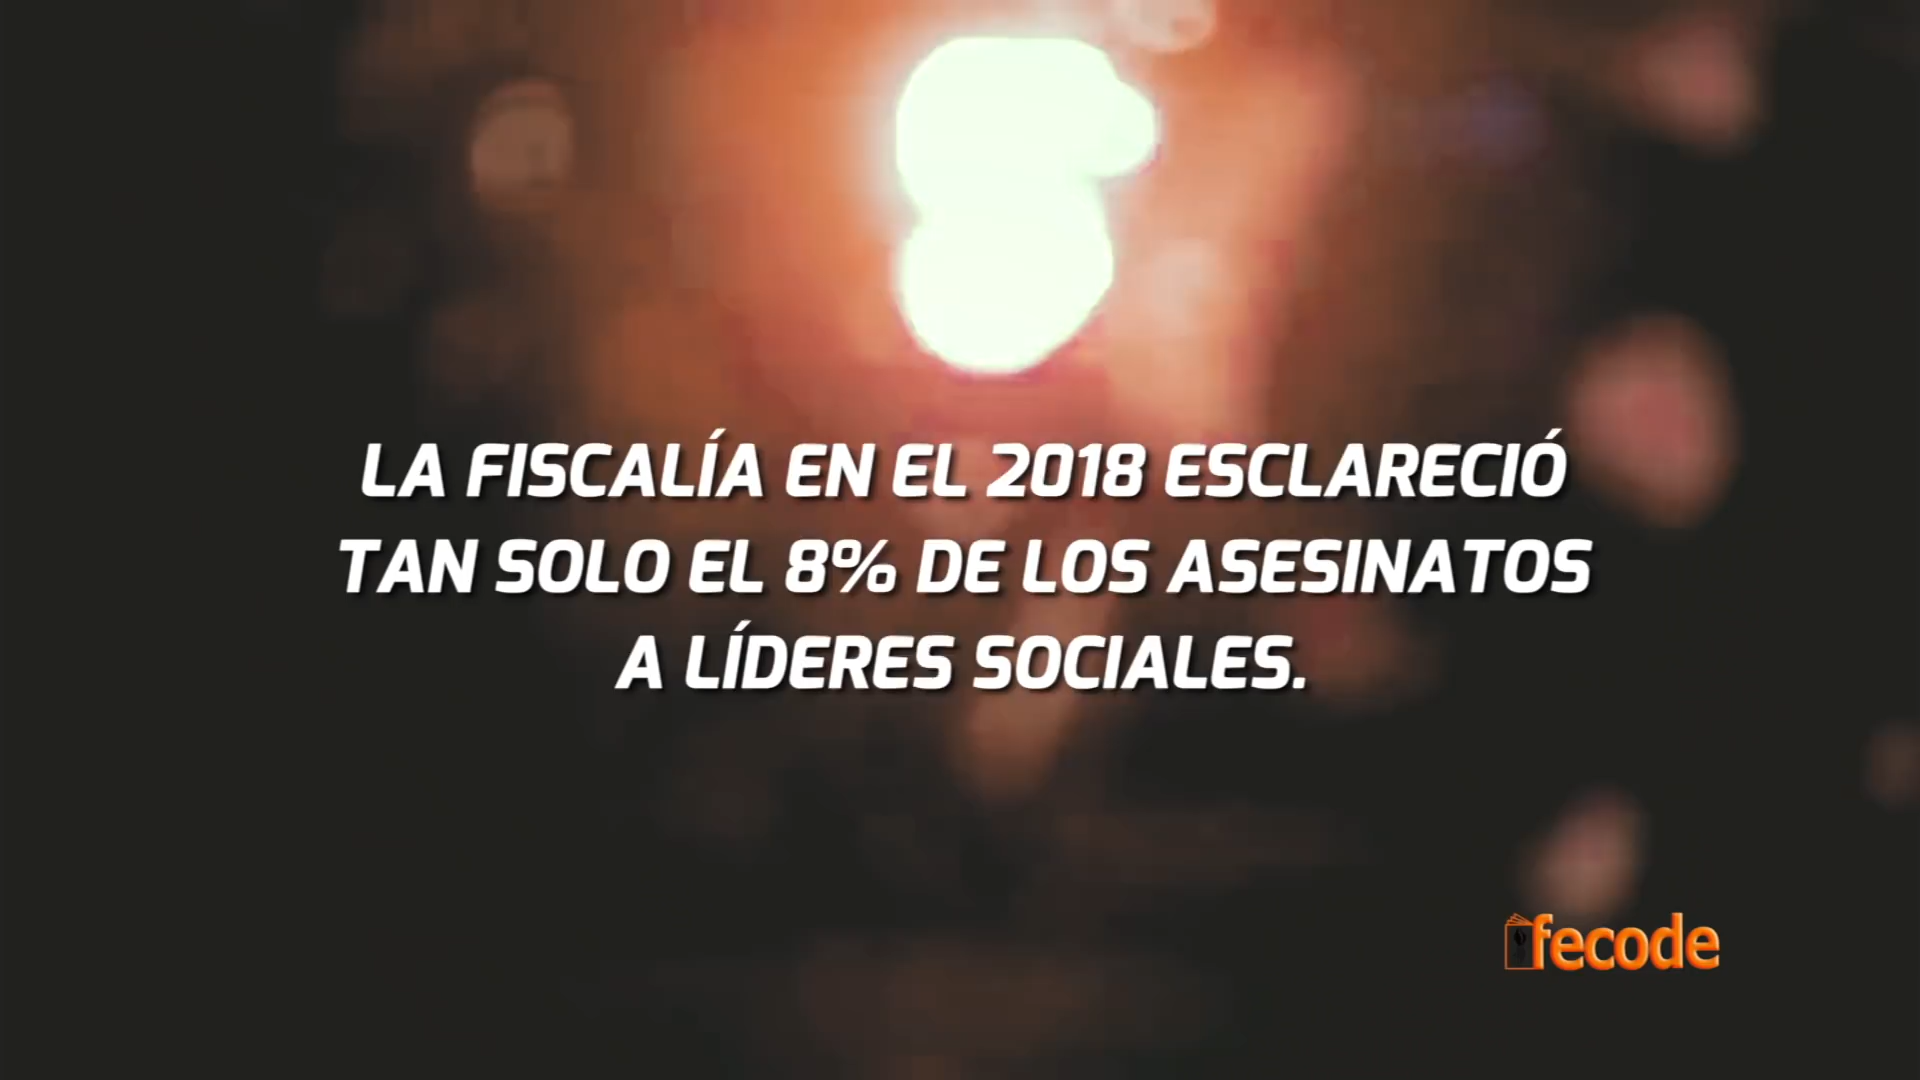 LA FISCALÍA EN EL 2018 ESCLARECIÓ
TAN SOLO EL 8% DE LOS ASESINATOS
A LÍDERES SOCIALES.
fecode